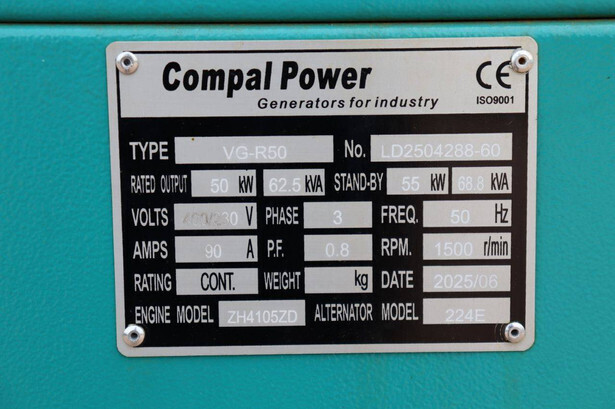 Compal Power
Generators for industry
CE
ISO9001
TYPE VG-R50 No. LD2504288-60
RATED OUTPUT 50 kW 62.5 kVA STAND-BY 55 kW 68.8 kVA
VOLTS 400/230 V PHASE 3 FREQ. 50 Hz
AMPS 90 A P.F. 0.8 RPM. 1500 r/min
RATING CONT. WEIGHT kg DATE 2025/06
ENGINE MODEL ZH4105ZD ALTERNATOR MODEL 224E